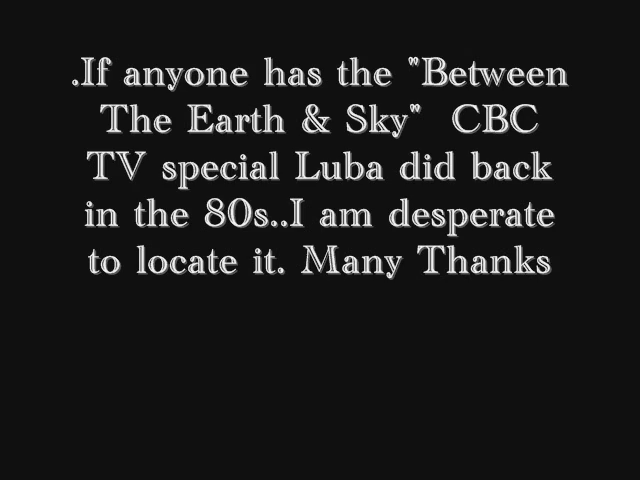 .If anyone has the "Between
The Earth & Sky"  CBC
TV special Luba did back
in the 80s..I am desperate
to locate it. Many Thanks